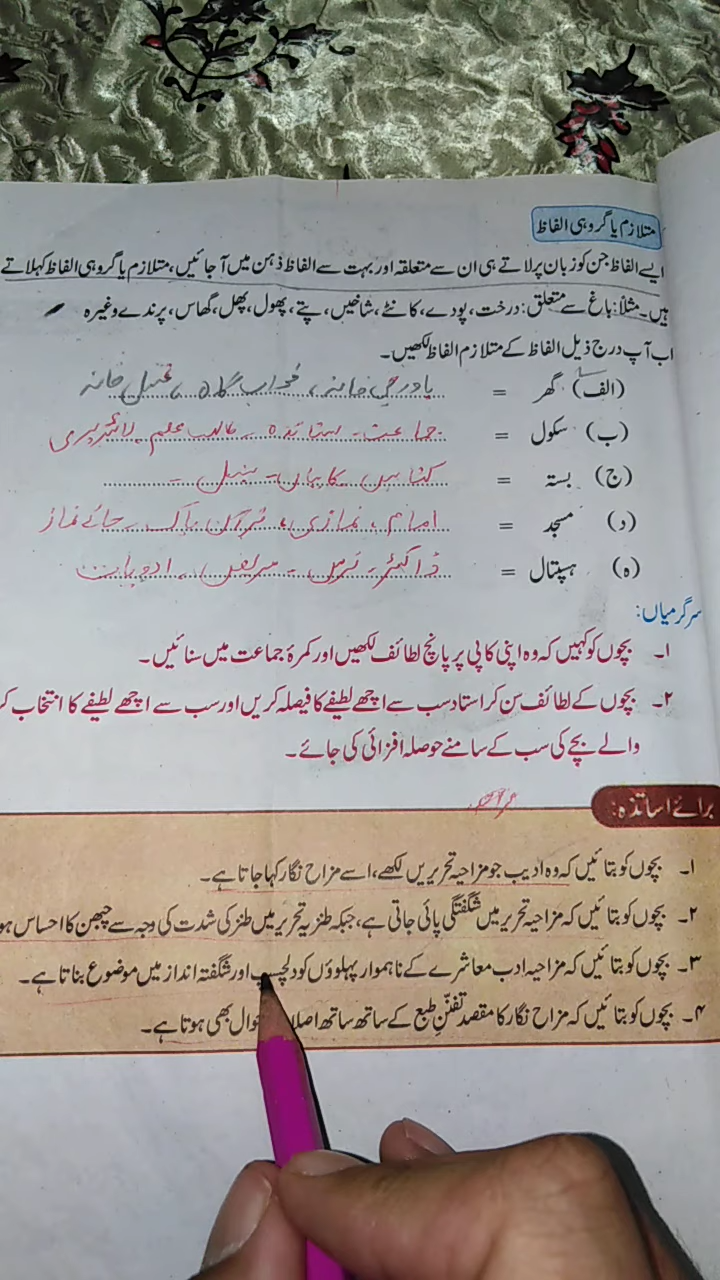 متلازم یا گروہی الفاظ
ایسے الفاظ جن کو زبان پر لاتے ہی ان سے متعلقہ اور بہت سے الفاظ ذہن میں آ جائیں، متلازم یا گروہی الفاظ کہلاتے
ہیں۔ مثلاً: باغ سے متعلق: درخت، پودے، کانٹے، شاخیں، پتے، پھول، پھل، گھاس، پرندے وغیرہ
اب آپ درج ذیل الفاظ کے متلازم الفاظ لکھیں۔
(الف) گھر = باورچی خانہ، خواب گاہ، غسل خانہ
(ب) سکول = جماعت۔ استاتذہ۔ طالب علم۔ لائبریری
(ج) بستہ = کتابیں۔ کاپیاں۔ پنسل۔
(د) مسجد = امام، نمازی، قرآن پاک۔ جائے نماز
(ہ) ہسپتال = ڈاکٹر۔ نرس۔ مریض۔ ادویات
سرگرمیاں:
۱۔ بچوں کو کہیں کہ وہ اپنی کاپی پر پانچ لطائف لکھیں اور کمرۂ جماعت میں سنائیں۔
۲۔ بچوں کے لطائف سن کر استاد سب سے اچھے لطیفے کا فیصلہ کریں اور سب سے اچھے لطیفے کا انتخاب کر
والے بچے کی سب کے سامنے حوصلہ افزائی کی جائے۔
برائے اساتذہ:
۱۔ بچوں کو بتائیں کہ وہ ادیب جو مزاحیہ تحریریں لکھے، اسے مزاح نگار کہا جاتا ہے۔
۲۔ بچوں کو بتائیں کہ مزاحیہ تحریر میں شگفتگی پائی جاتی ہے، جبکہ طنزیہ تحریر میں طنز کی شدت کی وجہ سے چبھن کا احساس ہو
۳۔ بچوں کو بتائیں کہ مزاحیہ ادب معاشرے کے ناہموار پہلوؤں کو دلچسپ اور شگفتہ انداز میں موضوع بناتا ہے۔
۴۔ بچوں کو بتائیں کہ مزاح نگار کا مقصد تفننِ طبع کے ساتھ ساتھ بھی ہوتا ہے۔